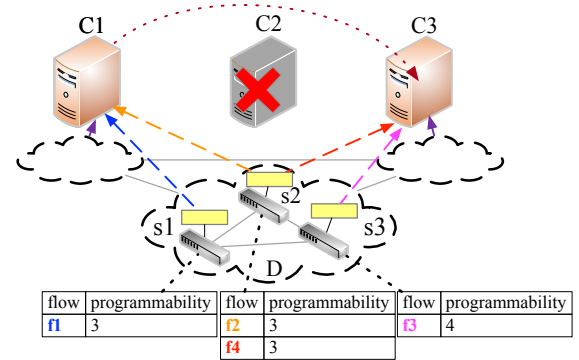 C1
C2
C3
s2
s1
s3
D
flow programmability
f1 3
flow programmability
f2 3
f4 3
flow programmability
f3 4